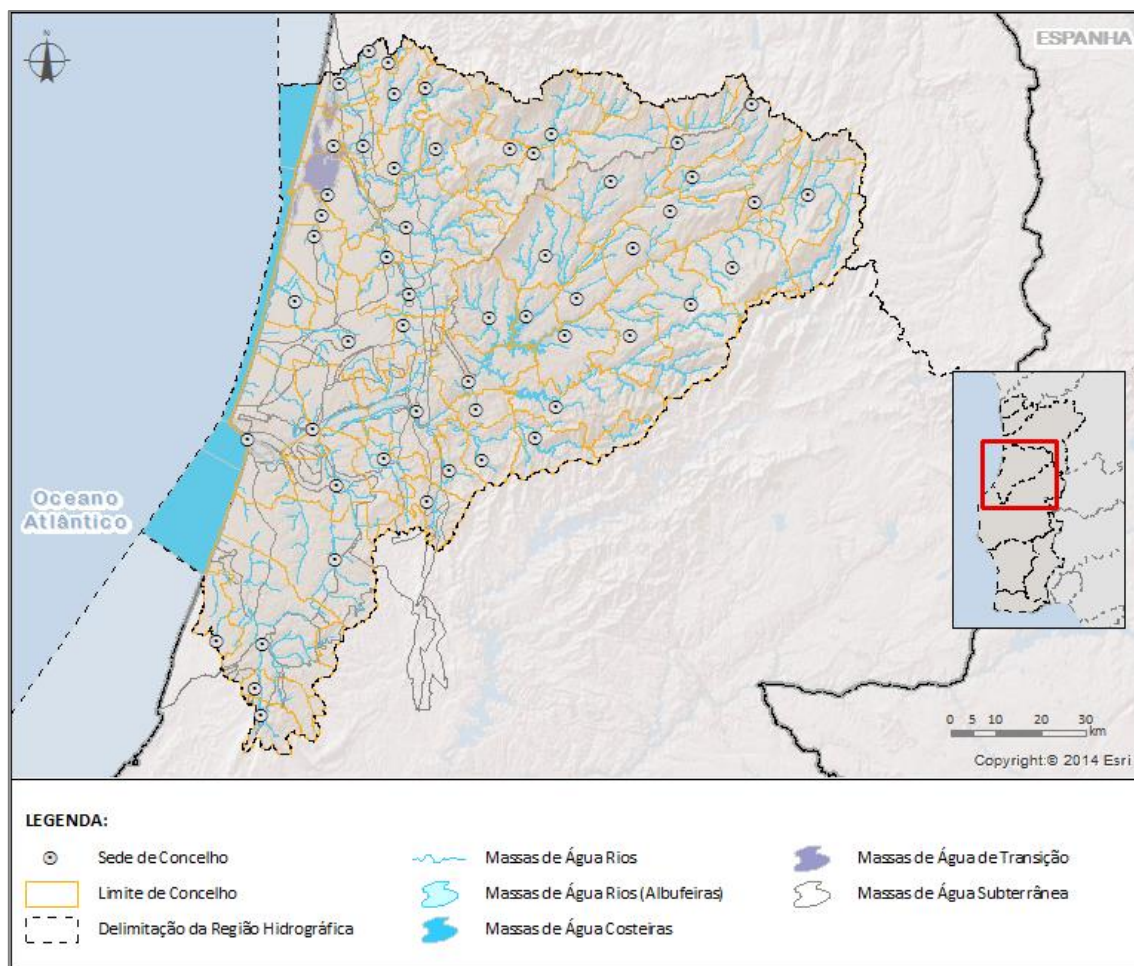 N
ESPANHA
Oceano
Atlântico
0 5 10 20 30
km
Copyright:© 2014 Esri
LEGENDA:
Sede de Concelho
Massas de Água Rios
Massas de Água de Transição
Limite de Concelho
Massas de Água Rios (Albufeiras)
Massas de Água Subterrânea
Delimitação da Região Hidrográfica
Massas de Água Costeiras